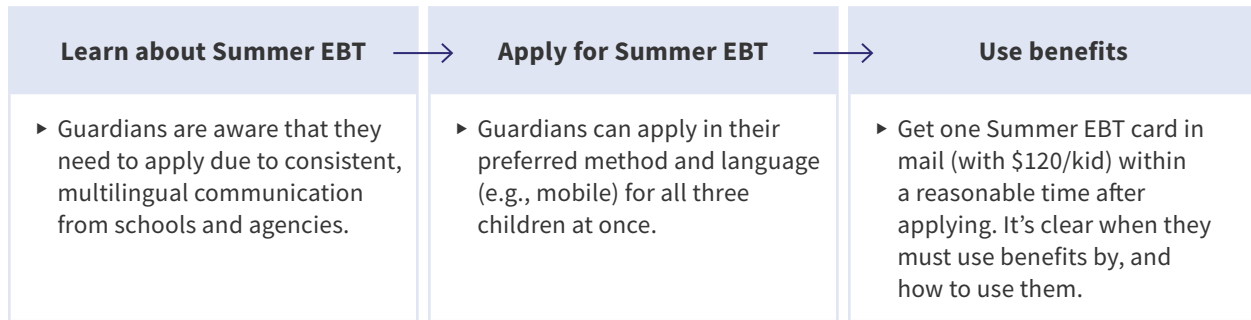 Learn about Summer EBT
▸ Guardians are aware that they
need to apply due to consistent,
multilingual communication
from schools and agencies.
Apply for Summer EBT
▸ Guardians can apply in their
preferred method and language
(e.g., mobile) for all three
children at once.
Use benefits
▸ Get one Summer EBT card in
mail (with $120/kid) within
a reasonable time after
applying. It’s clear when they
must use benefits by, and
how to use them.